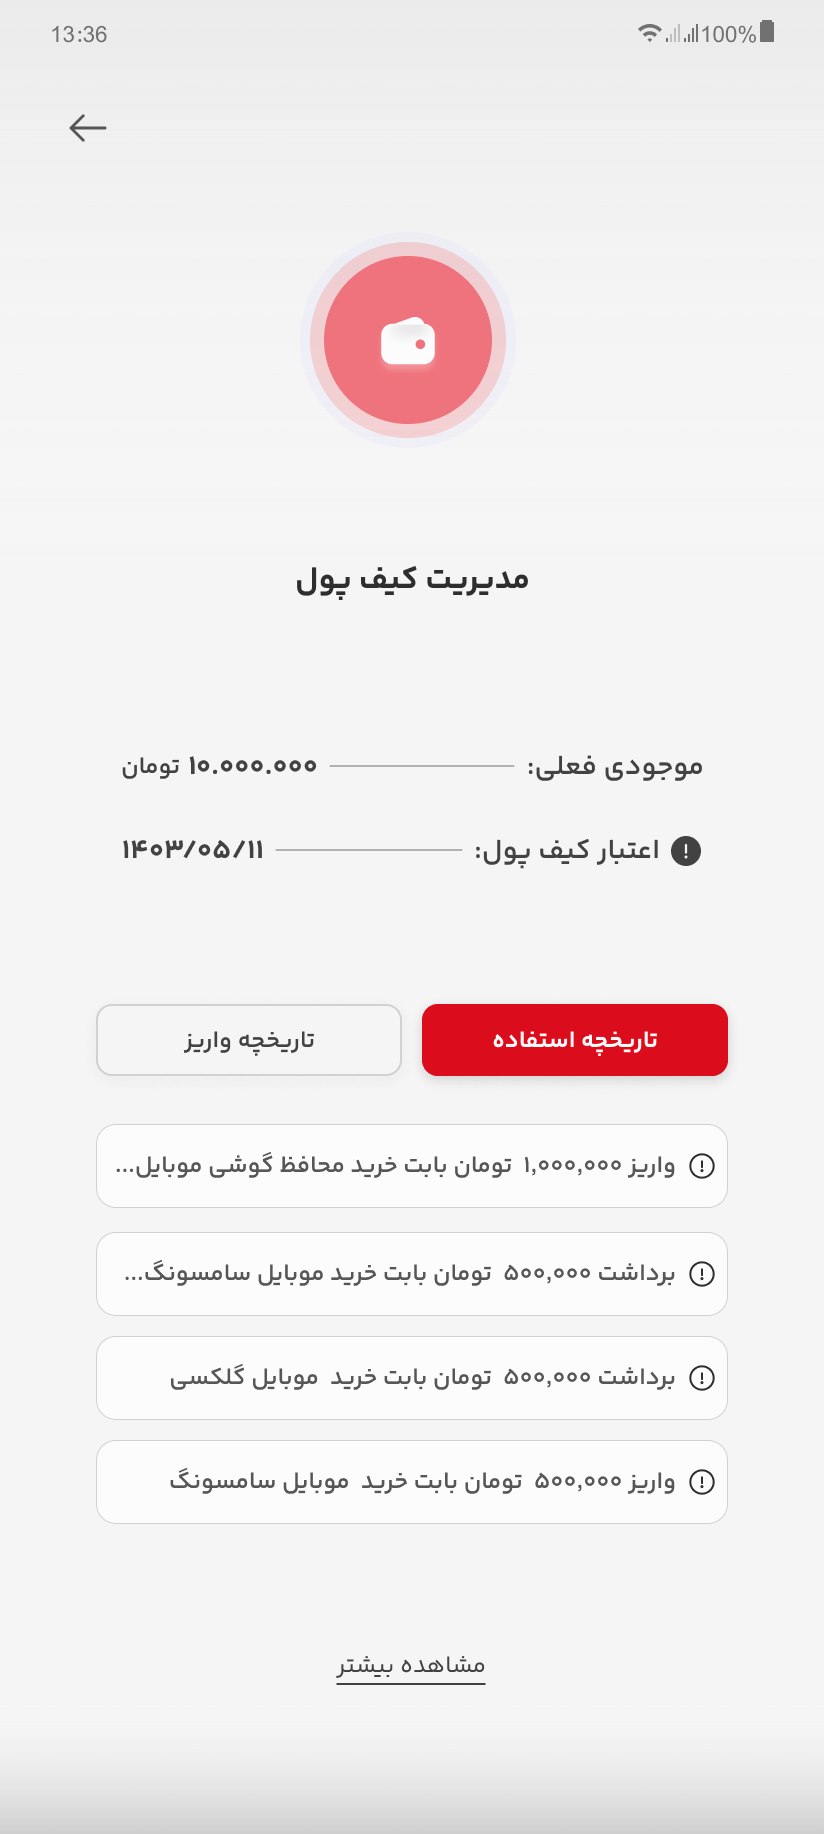 13:36
100%
مدیریت کیف پول
موجودی فعلی: ۱۰.۰۰۰.۰۰۰ تومان
اعتبار کیف پول: ۱۴۰۳/۰۵/۱۱
تاریخچه استفاده
تاریخچه واریز
واریز ۱,۰۰۰,۰۰۰ تومان بابت خرید محافظ گوشی موبایل...
برداشت ۵۰۰,۰۰۰ تومان بابت خرید موبایل سامسونگ...
برداشت ۵۰۰,۰۰۰ تومان بابت خرید موبایل گلکسی
واریز ۵۰۰,۰۰۰ تومان بابت خرید موبایل سامسونگ
مشاهده بیشتر